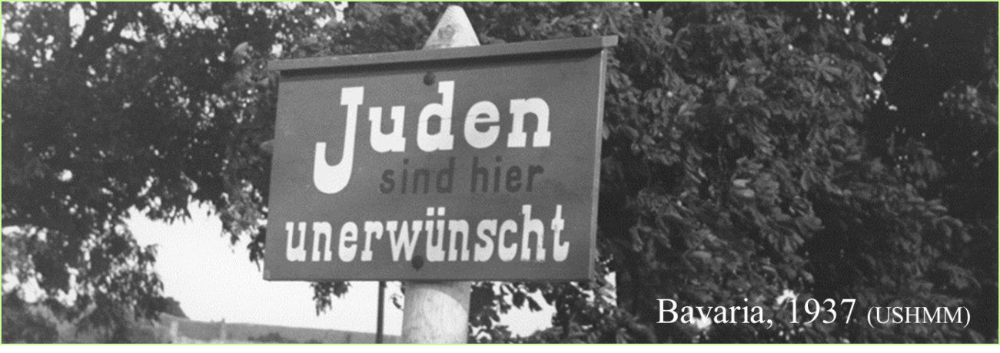 Juden
sind hier
unerwünscht
Bavaria, 1937 (USHMM)